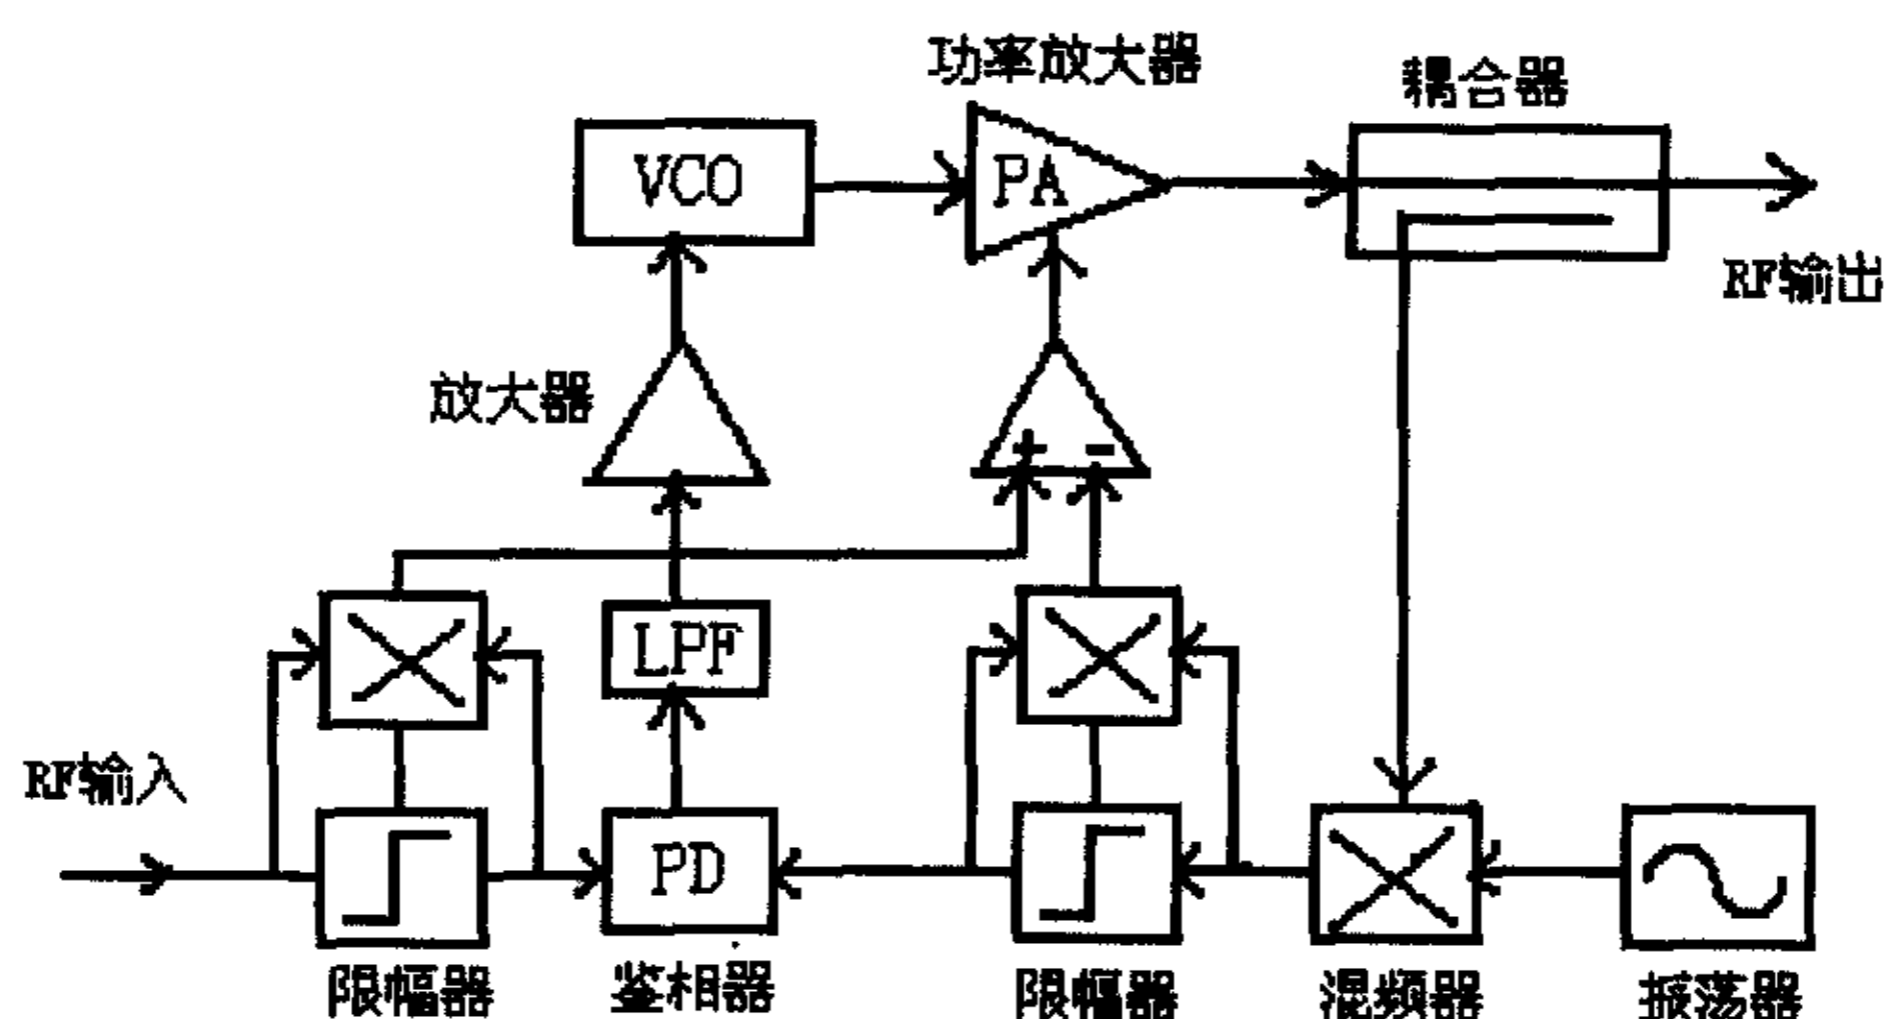 功率放大器
耦合器
VCO
PA
RF输出
放大器
+ -
LPF
RF输入
PD
限幅器
鉴相器
限幅器
混频器
振荡器